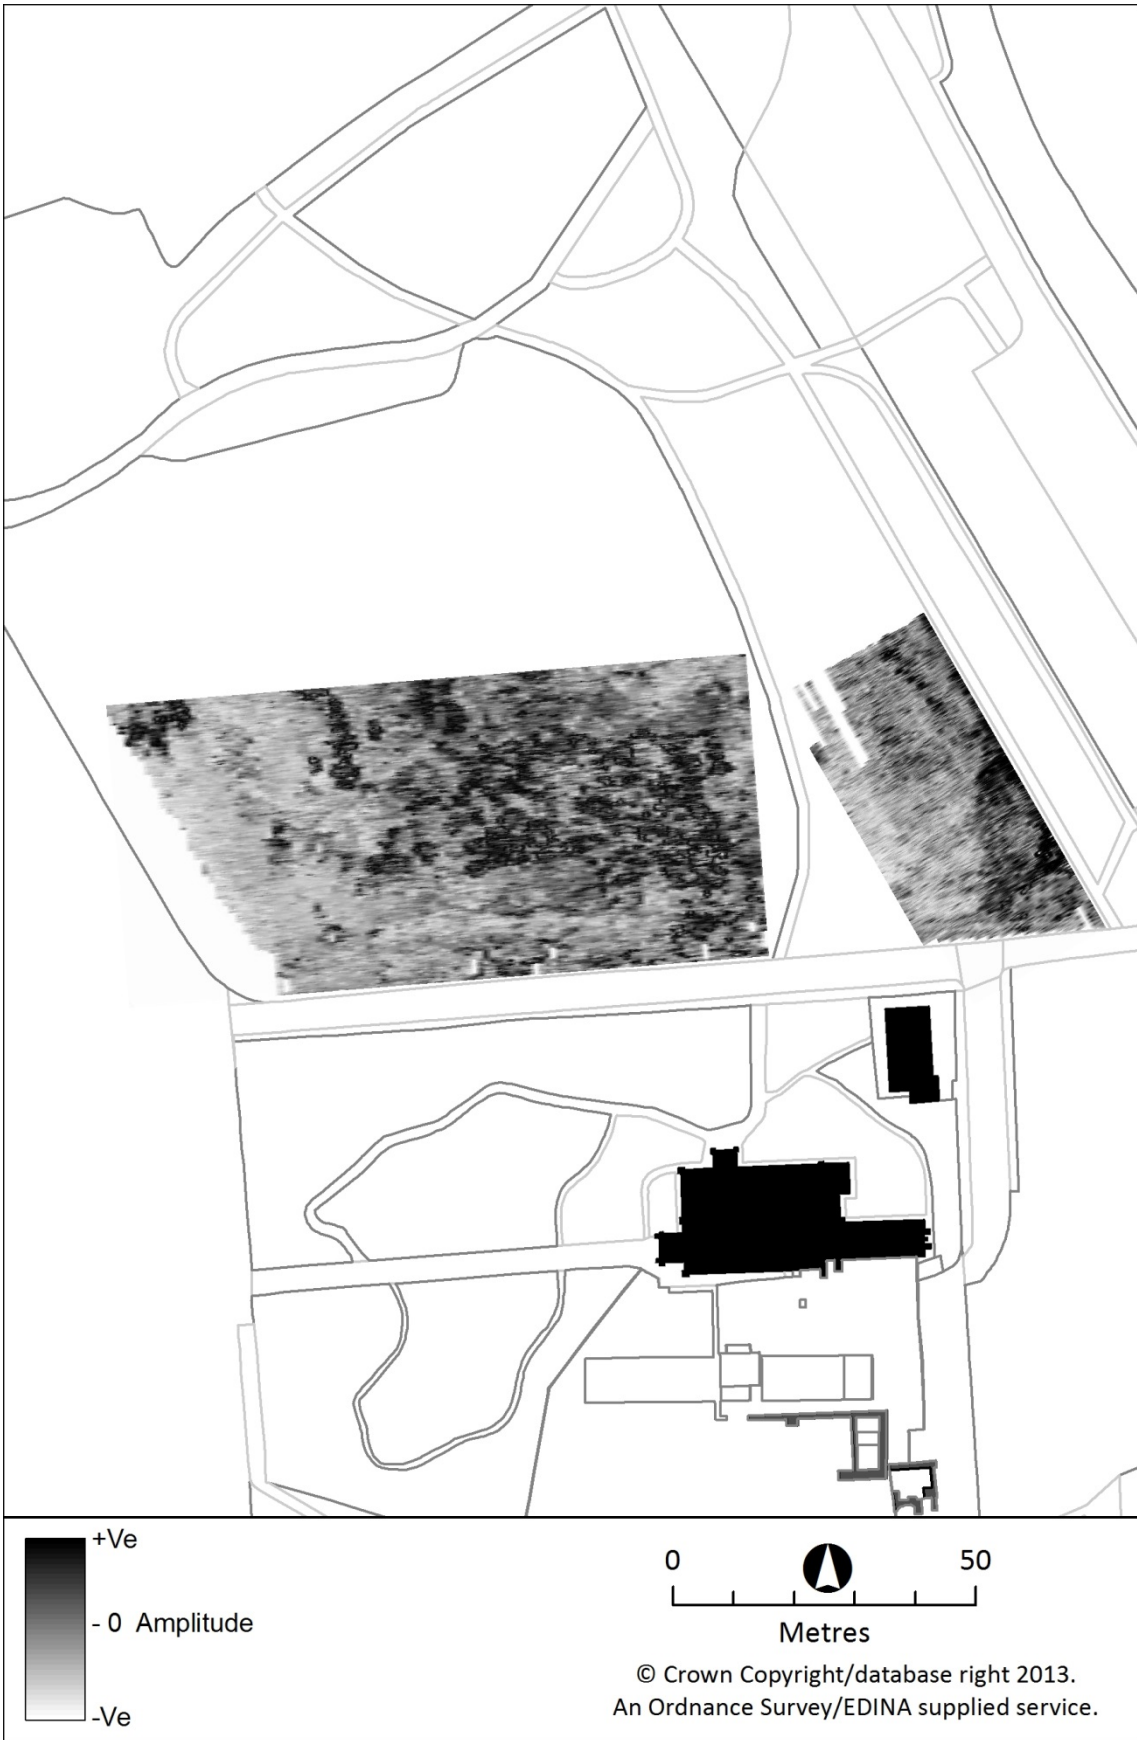 +Ve
- 0 Amplitude
-Ve
0 50
Metres
© Crown Copyright/database right 2013.
An Ordnance Survey/EDINA supplied service.